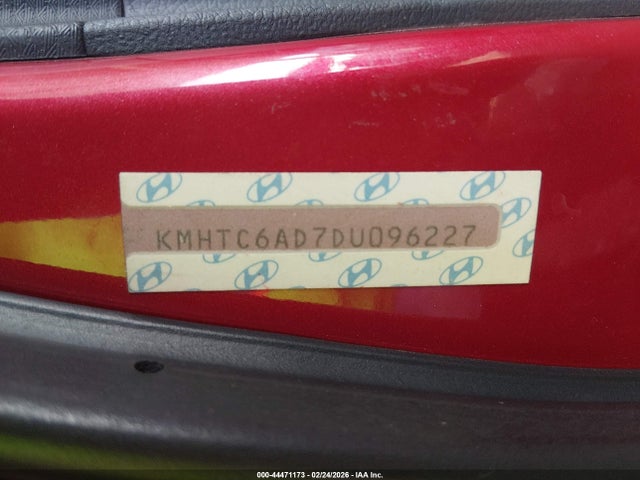 KMHTC6AD7DU096227
000-44471173 - 02/24/2026 - IAA Inc.